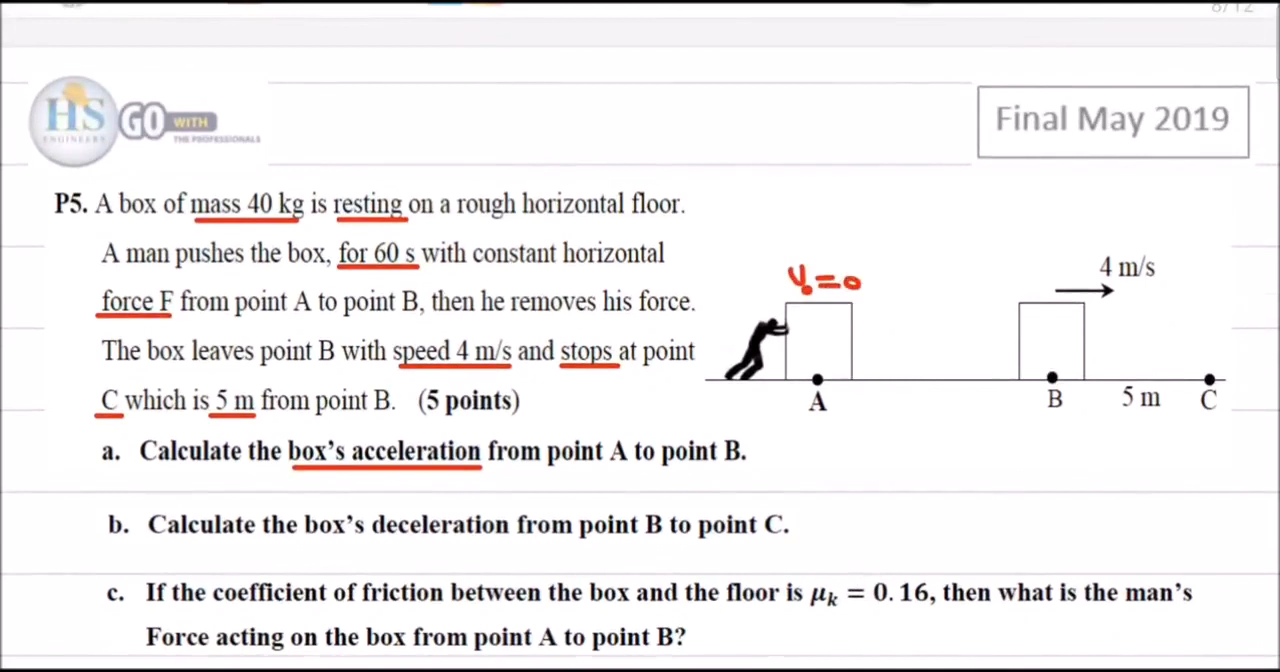 8/12
HS
ENGINEERS
GO WITH
THE PROFESSIONALS
Final May 2019
P5. A box of mass 40 kg is resting on a rough horizontal floor.
A man pushes the box, for 60 s with constant horizontal
force F from point A to point B, then he removes his force.
The box leaves point B with speed 4 m/s and stops at point
C which is 5 m from point B. (5 points)
V₀=0
4 m/s
A
B
5 m
C
a. Calculate the box’s acceleration from point A to point B.
b. Calculate the box’s deceleration from point B to point C.
c. If the coefficient of friction between the box and the floor is μₖ = 0.16, then what is the man’s
Force acting on the box from point A to point B?